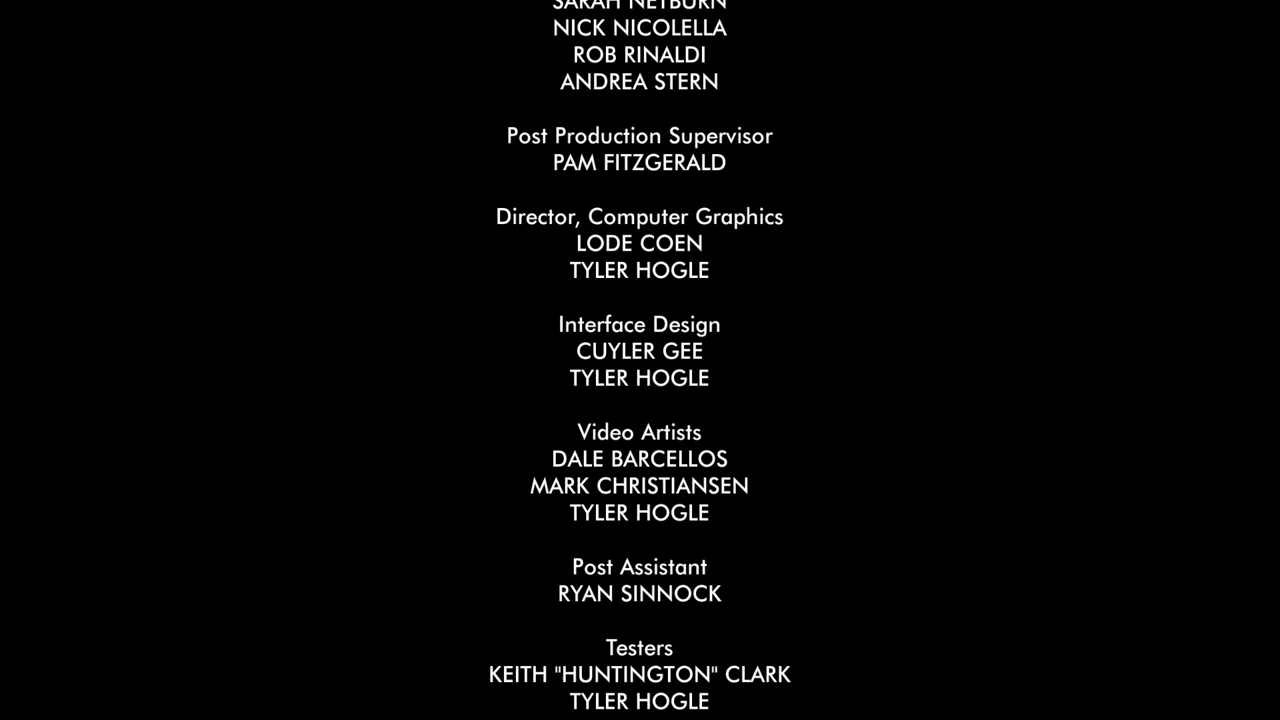 SARAH NETBURN
NICK NICOLELLA
ROB RINALDI
ANDREA STERN
Post Production Supervisor
PAM FITZGERALD
Director, Computer Graphics
LODE COEN
TYLER HOGLE
Interface Design
CUYLER GEE
TYLER HOGLE
Video Artists
DALE BARCELLOS
MARK CHRISTIANSEN
TYLER HOGLE
Post Assistant
RYAN SINNOCK
Testers
KEITH "HUNTINGTON" CLARK
TYLER HOGLE